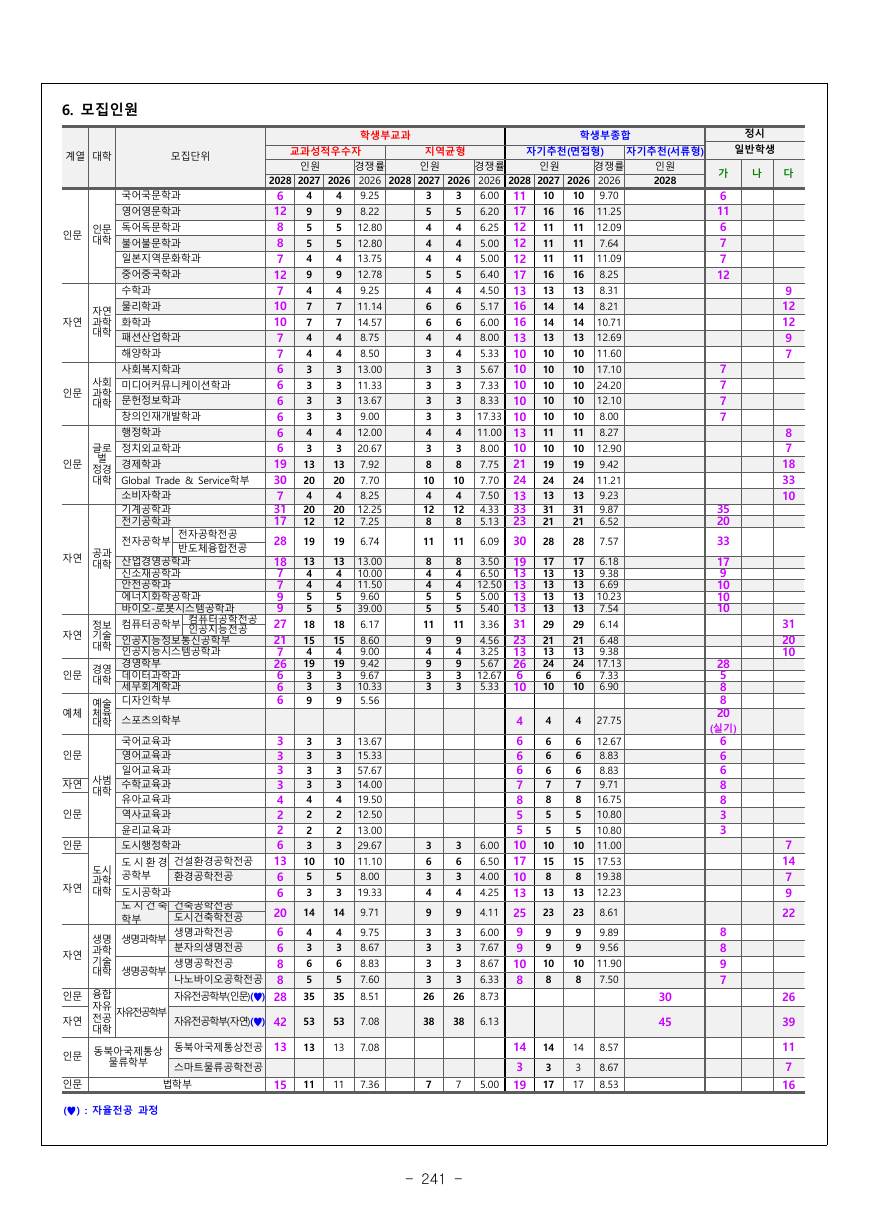 6. 모집인원
계열 대학 모집단위 학생부교과 학생부종합 정시
교과성적우수자 지역균형 자기추천(면접형) 자기추천(서류형) 일반학생
인원 경쟁률 인원 경쟁률 인원 경쟁률 인원 가 나 다
2028 2027 2026 2026 2028 2027 2026 2026 2028 2027 2026 2026 2028
인문 인문대학 국어국문학과 6 4 4 9.25 3 3 6.00 11 10 10 9.70 6
영어영문학과 12 9 9 8.22 5 5 6.20 17 16 16 11.25 11
독어독문학과 8 5 5 12.80 4 4 6.25 12 11 11 12.09 6
불어불문학과 8 5 5 12.80 4 4 5.00 12 11 11 7.64 7
일본지역문화학과 7 4 4 13.75 4 4 5.00 12 11 11 11.09 7
중어중국학과 12 9 9 12.78 5 5 6.40 17 16 16 8.25 12
자연 자연과학대학 수학과 7 4 4 9.25 4 4 4.50 13 13 13 8.31 9
물리학과 10 7 7 11.14 6 6 5.17 16 14 14 8.21 12
화학과 10 7 7 14.57 6 6 6.00 16 14 14 10.71 12
패션산업학과 7 4 4 8.75 4 4 8.00 13 13 13 12.69 9
해양학과 7 4 4 8.50 3 4 5.33 10 10 10 11.60 7
인문 사회과학대학 사회복지학과 6 3 3 13.00 3 3 5.67 10 10 10 17.10 7
미디어커뮤니케이션학과 6 3 3 11.33 3 3 7.33 10 10 10 24.20 7
문헌정보학과 6 3 3 13.67 3 3 8.33 10 10 10 12.10 7
창의인재개발학과 6 3 3 9.00 3 3 17.33 10 10 10 8.00 7
인문 글로벌정경대학 행정학과 6 4 4 12.00 4 4 11.00 13 11 11 8.27 8
정치외교학과 6 3 3 20.67 3 3 8.00 10 10 10 12.90 7
경제학과 19 13 13 7.92 8 8 7.75 21 19 19 9.42 18
Global Trade & Service학부 30 20 20 7.70 10 10 7.70 24 24 24 11.21 33
소비자학과 7 4 4 8.25 4 4 7.50 13 13 13 9.23 10
자연 공과대학 기계공학과 31 20 20 12.25 12 12 4.33 33 31 31 9.87 35
전기공학과 17 12 12 7.25 8 8 5.13 23 21 21 6.52 20
전자공학부 전자공학전공 반도체융합전공 28 19 19 6.74 11 11 6.09 30 28 28 7.57 33
산업경영공학과 18 13 13 13.00 8 8 3.50 19 17 17 6.18 17
신소재공학과 7 4 4 10.00 4 4 6.50 13 13 13 9.38 9
안전공학과 7 4 4 11.50 4 4 12.50 13 13 13 6.69 10
에너지화학공학과 9 5 5 9.60 5 5 5.00 13 13 13 10.23 10
바이오-로봇시스템공학과 9 5 5 39.00 5 5 5.40 13 13 13 7.54 10
자연 정보기술대학 컴퓨터공학부 컴퓨터공학전공 인공지능전공 27 18 18 6.17 11 11 3.36 31 29 29 6.14 31
인공지능정보통신공학부 21 15 15 8.60 9 9 4.56 23 21 21 6.48 20
인공지능시스템공학과 7 4 4 9.00 4 4 3.25 13 13 13 9.38 10
인문 경영대학 경영학부 26 19 19 9.42 9 9 5.67 26 24 24 17.13 28
데이터과학과 6 3 3 9.67 3 3 12.67 6 6 6 7.33 5
세무회계학과 6 3 3 10.33 3 3 5.33 10 10 10 6.90 8
예체 예술체육대학 디자인학부 6 9 9 5.56 8
스포츠의학부 4 4 4 27.75 20 (실기)
인문 사범대학 국어교육과 3 3 3 13.67 6 6 6 12.67 6
영어교육과 3 3 3 15.33 6 6 6 8.83 6
일어교육과 3 3 3 57.67 6 6 6 8.83 6
자연 수학교육과 3 3 3 14.00 7 7 7 9.71 8
인문 유아교육과 4 4 4 19.50 8 8 8 16.75 8
역사교육과 2 2 2 12.50 5 5 5 10.80 3
윤리교육과 2 2 2 13.00 5 5 5 10.80 3
인문 도시과학대학 도시행정학과 6 3 3 29.67 3 3 6.00 10 10 10 11.00 7
자연 도시환경공학부 건설환경공학전공 13 10 10 11.10 6 6 6.50 17 15 15 17.53 14
환경공학전공 6 5 5 8.00 3 3 4.00 10 8 8 19.38 7
도시공학과 6 3 3 19.33 4 4 4.25 13 13 13 12.23 9
도시건축학부 건축공학전공 도시건축학전공 20 14 14 9.71 9 9 4.11 25 23 23 8.61 22
자연 생명과학기술대학 생명과학부 생명과학전공 6 4 4 9.75 3 3 6.00 9 9 9 9.89 8
분자의생명전공 6 3 3 8.67 3 3 7.67 9 9 9 9.56 8
생명공학부 생명공학전공 8 6 6 8.83 3 3 8.67 10 10 10 11.90 9
나노바이오공학전공 8 5 5 7.60 3 3 6.33 8 8 8 7.50 7
인문 융합자유전공대학 자유전공학부 자유전공학부(인문)(♥) 28 35 35 8.51 26 26 8.73 30 26
자연 자유전공학부(자연)(♥) 42 53 53 7.08 38 38 6.13 45 39
인문 동북아국제통상물류학부 동북아국제통상전공 13 13 13 7.08 14 14 14 8.57 11
스마트물류공학전공 3 3 3 8.67 7
인문 법학부 15 11 11 7.36 7 7 5.00 19 17 17 8.53 16
(♥) : 자율전공 과정
- 241 -